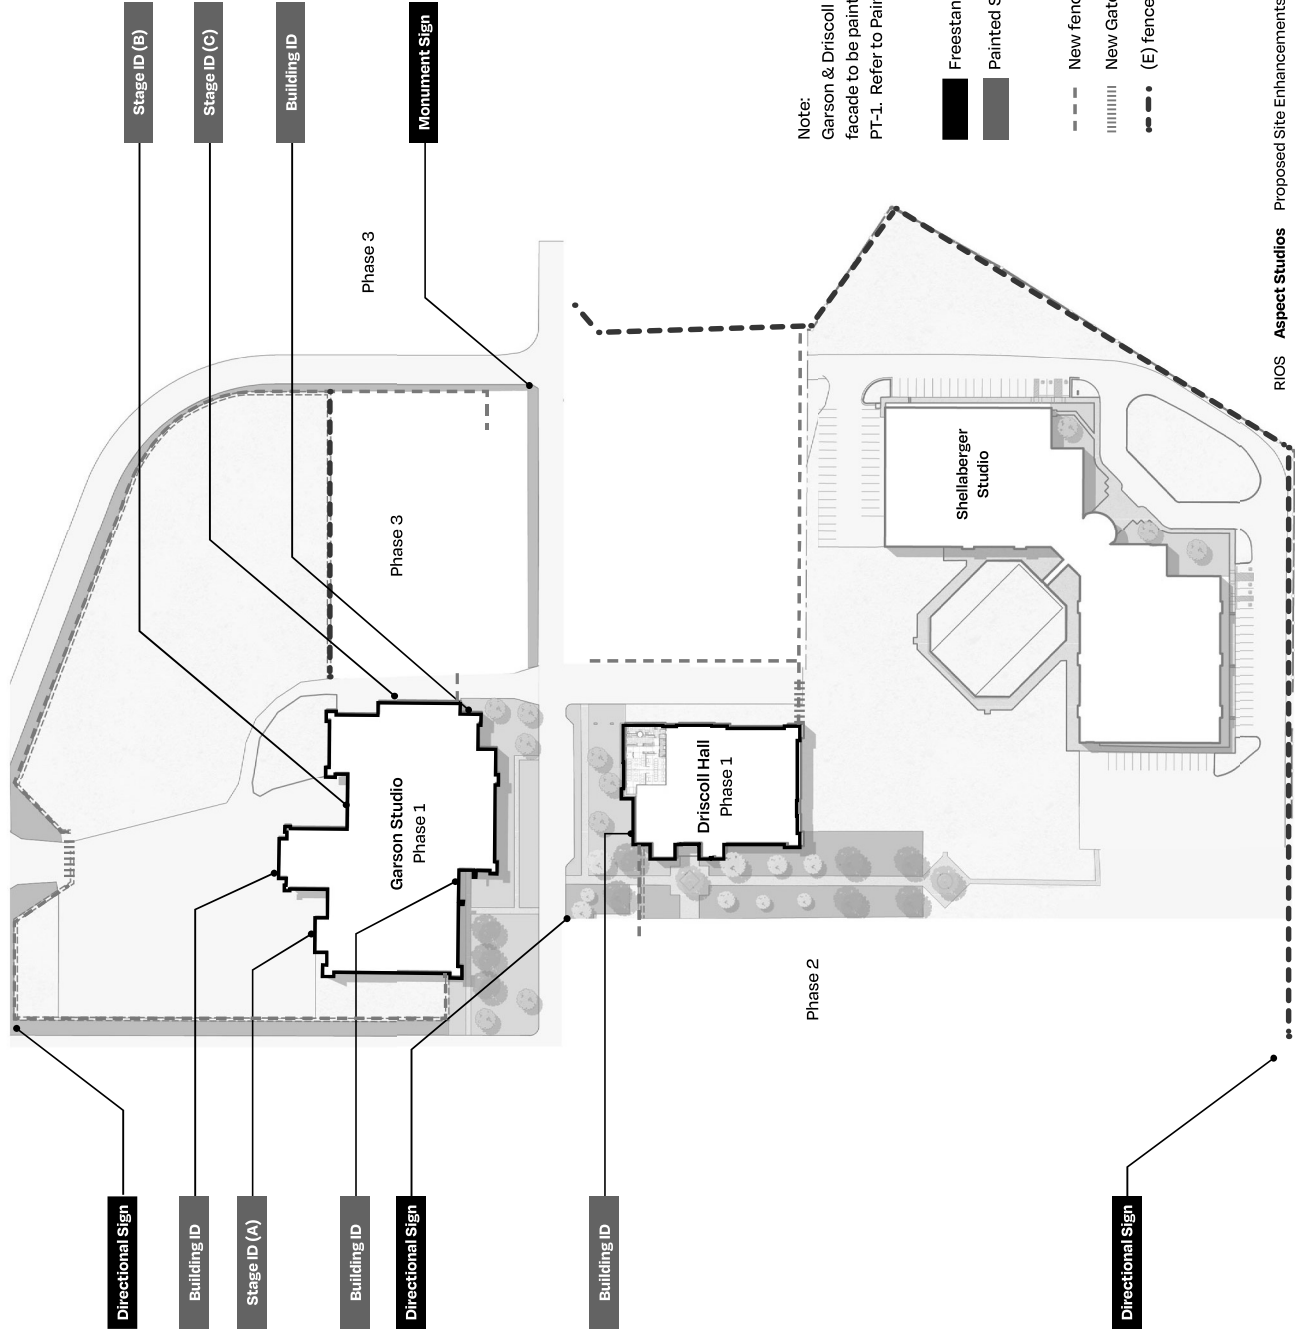 Stage ID (B)
Stage ID (C)
Building ID
Monument Sign
Phase 3
Phase 3
Garson Studio
Phase 1
Driscoll Hall
Phase 1
Shellaberger
Studio
Phase 2
Directional Sign
Building ID
Stage ID (A)
Building ID
Directional Sign
Building ID
Directional Sign
Note:
Garson & Driscoll
facade to be paint
PT-1. Refer to Pain
Freestan
Painted S
New fenc
New Gate
(E) fence
RIOS Aspect Studios Proposed Site Enhancements